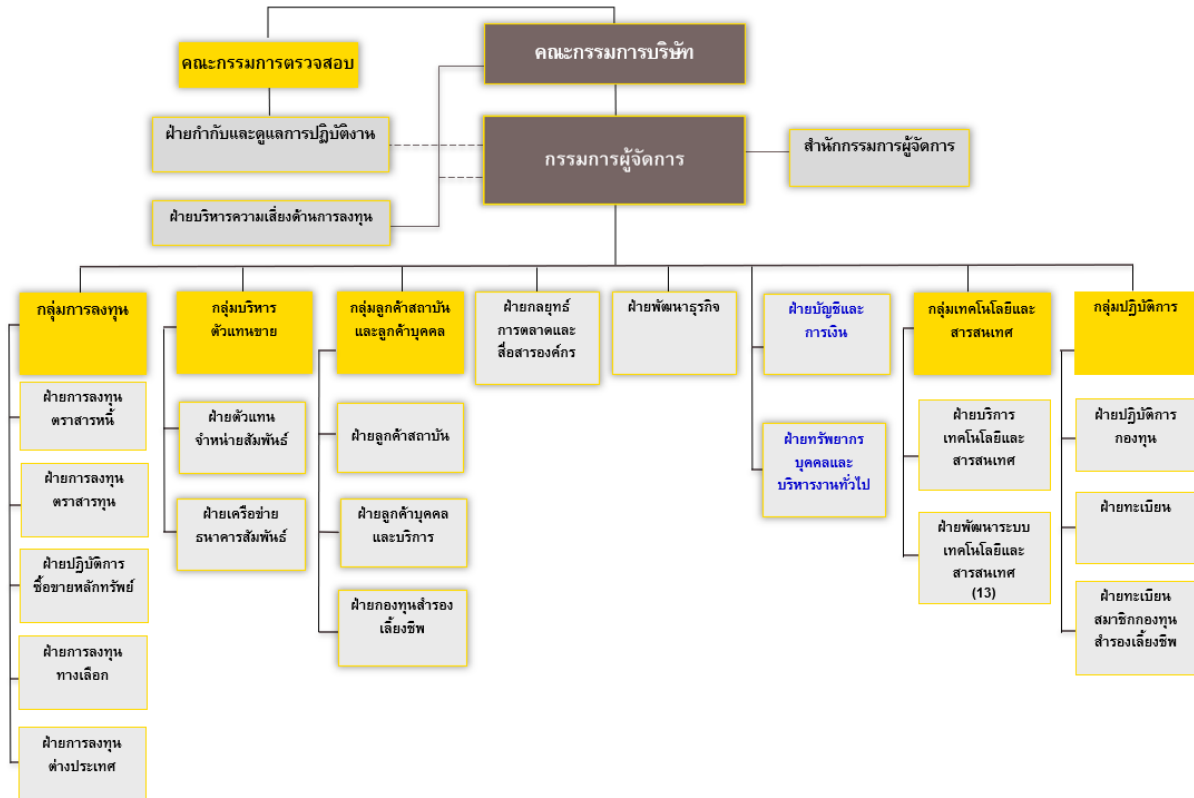 คณะกรรมการตรวจสอบ
คณะกรรมการบริษัท
ฝ่ายกำกับและดูแลการปฏิบัติงาน
กรรมการผู้จัดการ
สำนักกรรมการผู้จัดการ
ฝ่ายบริหารความเสี่ยงด้านการลงทุน
กลุ่มการลงทุน
กลุ่มบริหาร
ตัวแทนขาย
กลุ่มลูกค้าสถาบัน
และลูกค้าบุคคล
ฝ่ายกลยุทธ์
การตลาดและ
สื่อสารองค์กร
ฝ่ายพัฒนาธุรกิจ
ฝ่ายบัญชีและ
การเงิน
กลุ่มเทคโนโลยีและ
สารสนเทศ
กลุ่มปฏิบัติการ
ฝ่ายการลงทุน
ตราสารหนี้
ฝ่ายการลงทุน
ตราสารทุน
ฝ่ายปฏิบัติการ
ซื้อขายหลักทรัพย์
ฝ่ายการลงทุน
ทางเลือก
ฝ่ายการลงทุน
ต่างประเทศ
ฝ่ายตัวแทน
จำหน่ายสัมพันธ์
ฝ่ายเครือข่าย
ธนาคารสัมพันธ์
ฝ่ายลูกค้าสถาบัน
ฝ่ายลูกค้าบุคคล
และบริการ
ฝ่ายกองทุนสำรอง
เลี้ยงชีพ
ฝ่ายทรัพยากร
บุคคลและ
บริหารงานทั่วไป
ฝ่ายบริการ
เทคโนโลยีและ
สารสนเทศ
ฝ่ายพัฒนาระบบ
เทคโนโลยีและ
สารสนเทศ
(13)
ฝ่ายปฏิบัติการ
กองทุน
ฝ่ายทะเบียน
ฝ่ายทะเบียน
สมาชิกกองทุน
สำรองเลี้ยงชีพ